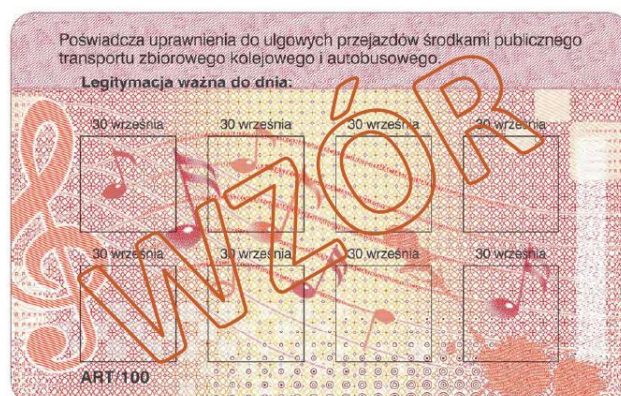 Poświadcza uprawnienia do ulgowych przejazdów środkami publicznego
transportu zbiorowego kolejowego i autobusowego.
Legitymacja ważna do dnia:
30 września 30 września 30 września 30 września
WZÓR
30 września 30 września 30 września 30 września
ART/100